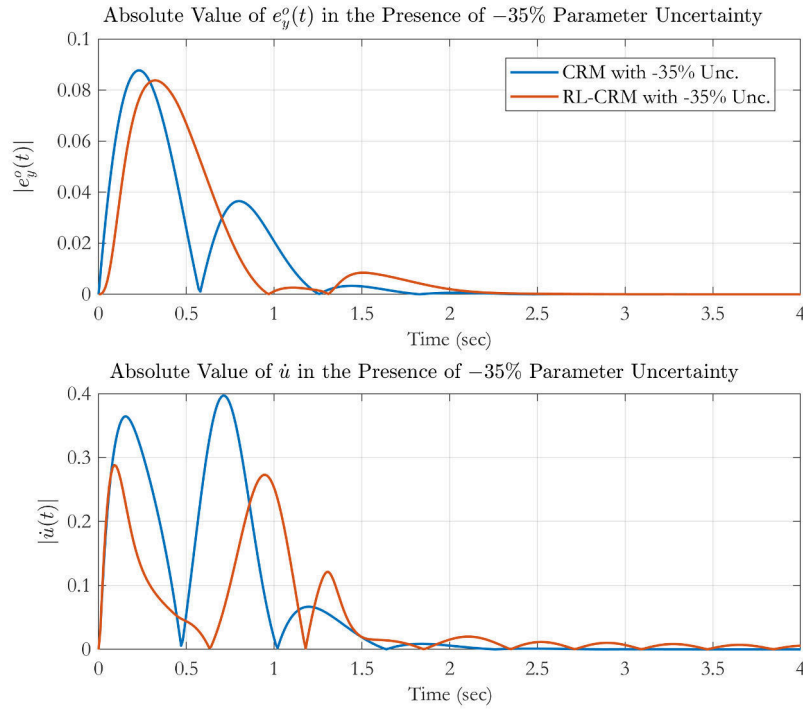 Absolute Value of $e_y^o(t)$ in the Presence of −35% Parameter Uncertainty
0.1
0.08
0.06
0.04
0.02
0
|$e_y^o(t)$|
CRM with -35% Unc.
RL-CRM with -35% Unc.
0 0.5 1 1.5 2 2.5 3 3.5 4
Time (sec)
Absolute Value of $\dot{u}$ in the Presence of −35% Parameter Uncertainty
0.4
0.3
0.2
0.1
0
|$\dot{u}(t)$|
0 0.5 1 1.5 2 2.5 3 3.5 4
Time (sec)